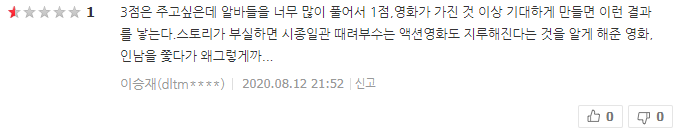 1
3점은 주고싶은데 알바들을 너무 많이 풀어서 1점.영화가 가진 것 이상 기대하게 만들면 이런 결과
를 낳는다.스토리가 부실하면 시종일관 때려부수는 액션영화도 지루해진다는 것을 알게 해준 영화,
인남을 쫓다가 왜그렇게까...
이승재(dltm****) 2020.08.12 21:52 신고
0 0